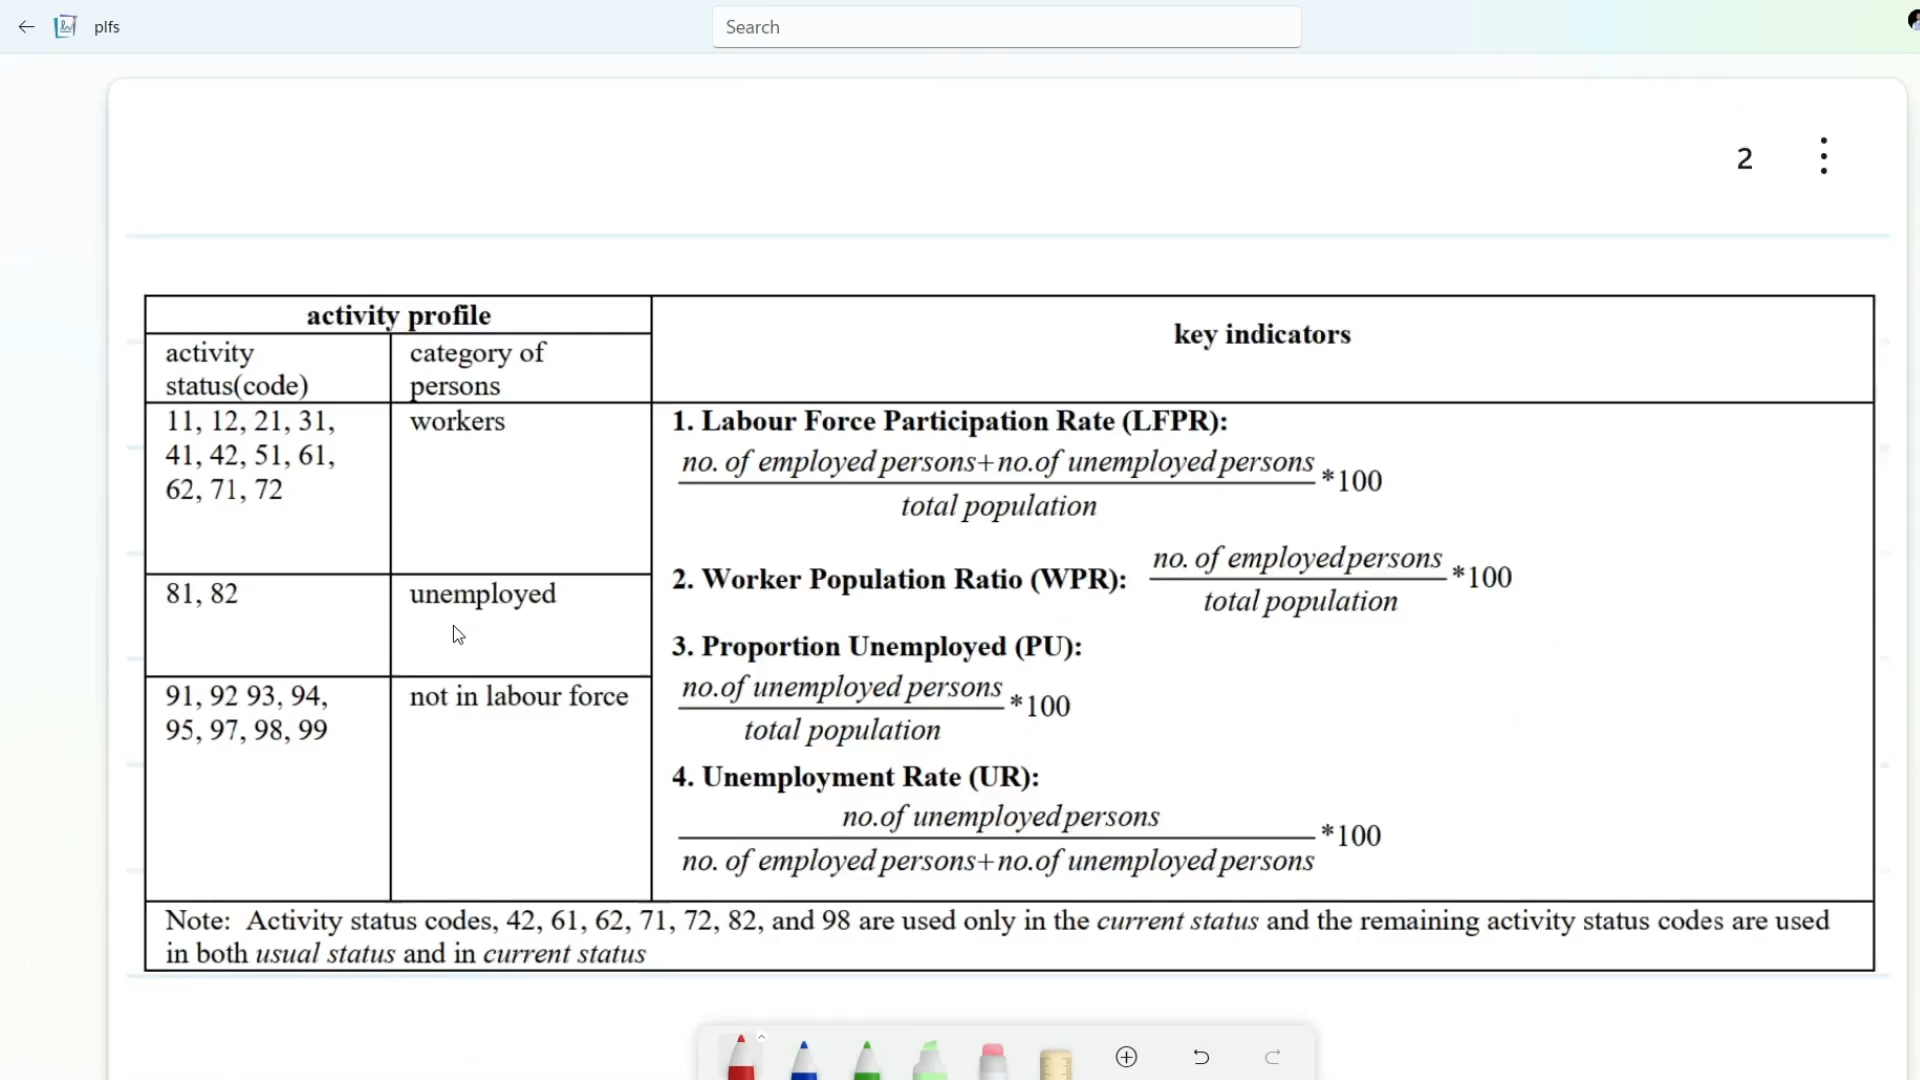 plfs
Search
2
activity profile
key indicators
activity
status(code)
category of
persons
11, 12, 21, 31,
41, 42, 51, 61,
62, 71, 72
workers
81, 82
unemployed
91, 92 93, 94,
95, 97, 98, 99
not in labour force
1. Labour Force Participation Rate (LFPR):
no. of employed persons+no.of unemployed persons
*100
total population
2. Worker Population Ratio (WPR):
no. of employed persons
*100
total population
3. Proportion Unemployed (PU):
no.of unemployed persons
*100
total population
4. Unemployment Rate (UR):
no.of unemployed persons
*100
no. of employed persons+no.of unemployed persons
Note: Activity status codes, 42, 61, 62, 71, 72, 82, and 98 are used only in the current status and the remaining activity status codes are used
in both usual status and in current status